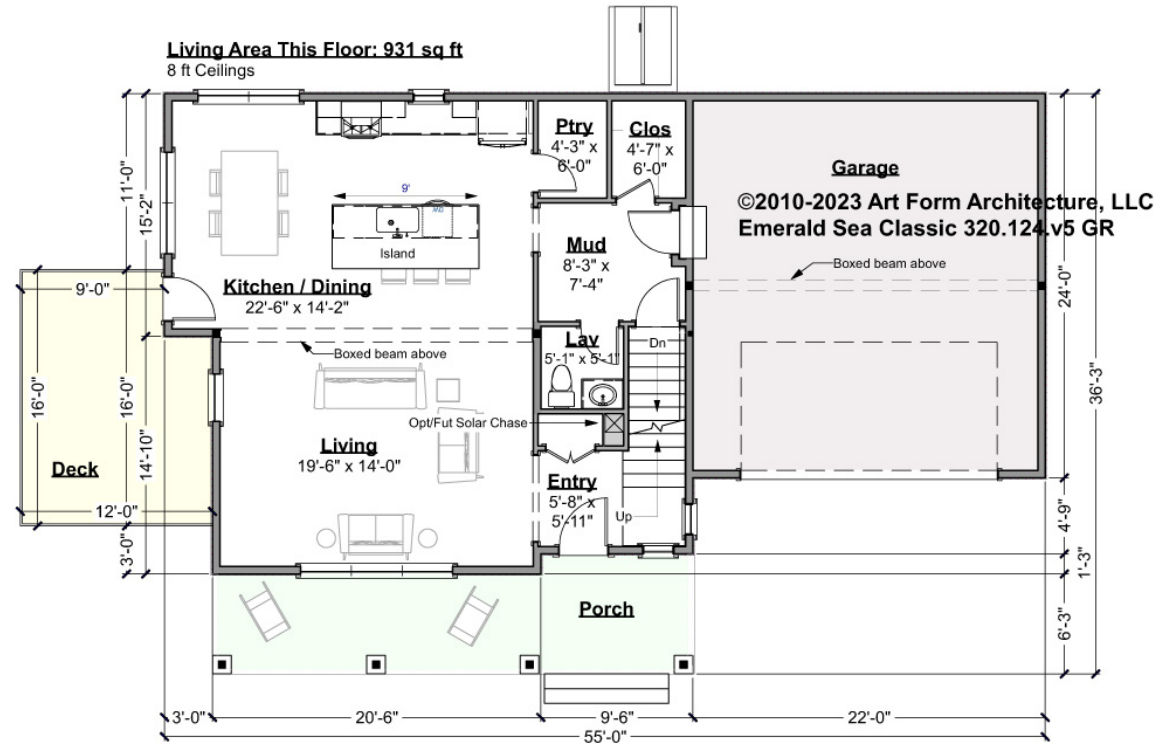 Living Area This Floor: 931 sq ft
8 ft Ceilings
Ptry
4'-3" x
6'-0"
Clos
4'-7" x
6'-0"
Garage
©2010-2023 Art Form Architecture, LLC
Emerald Sea Classic 320.124.v5 GR
Boxed beam above
9'
DW
Island
Kitchen / Dining
22'-6" x 14'-2"
Mud
8'-3" x
7'-4"
Boxed beam above
Lav
5'-1" x 5'-1"
Dn
Opt/Fut Solar Chase
Living
19'-6" x 14'-0"
Entry
5'-8" x
5'-11"
Up
Deck
Porch
11'-0"
15'-2"
9'-0"
16'-0"
16'-0"
14'-10"
12'-0"
3'-0"
24'-0"
36'-3"
4'-9"
1'-3"
6'-3"
3'-0"
20'-6"
9'-6"
22'-0"
55'-0"